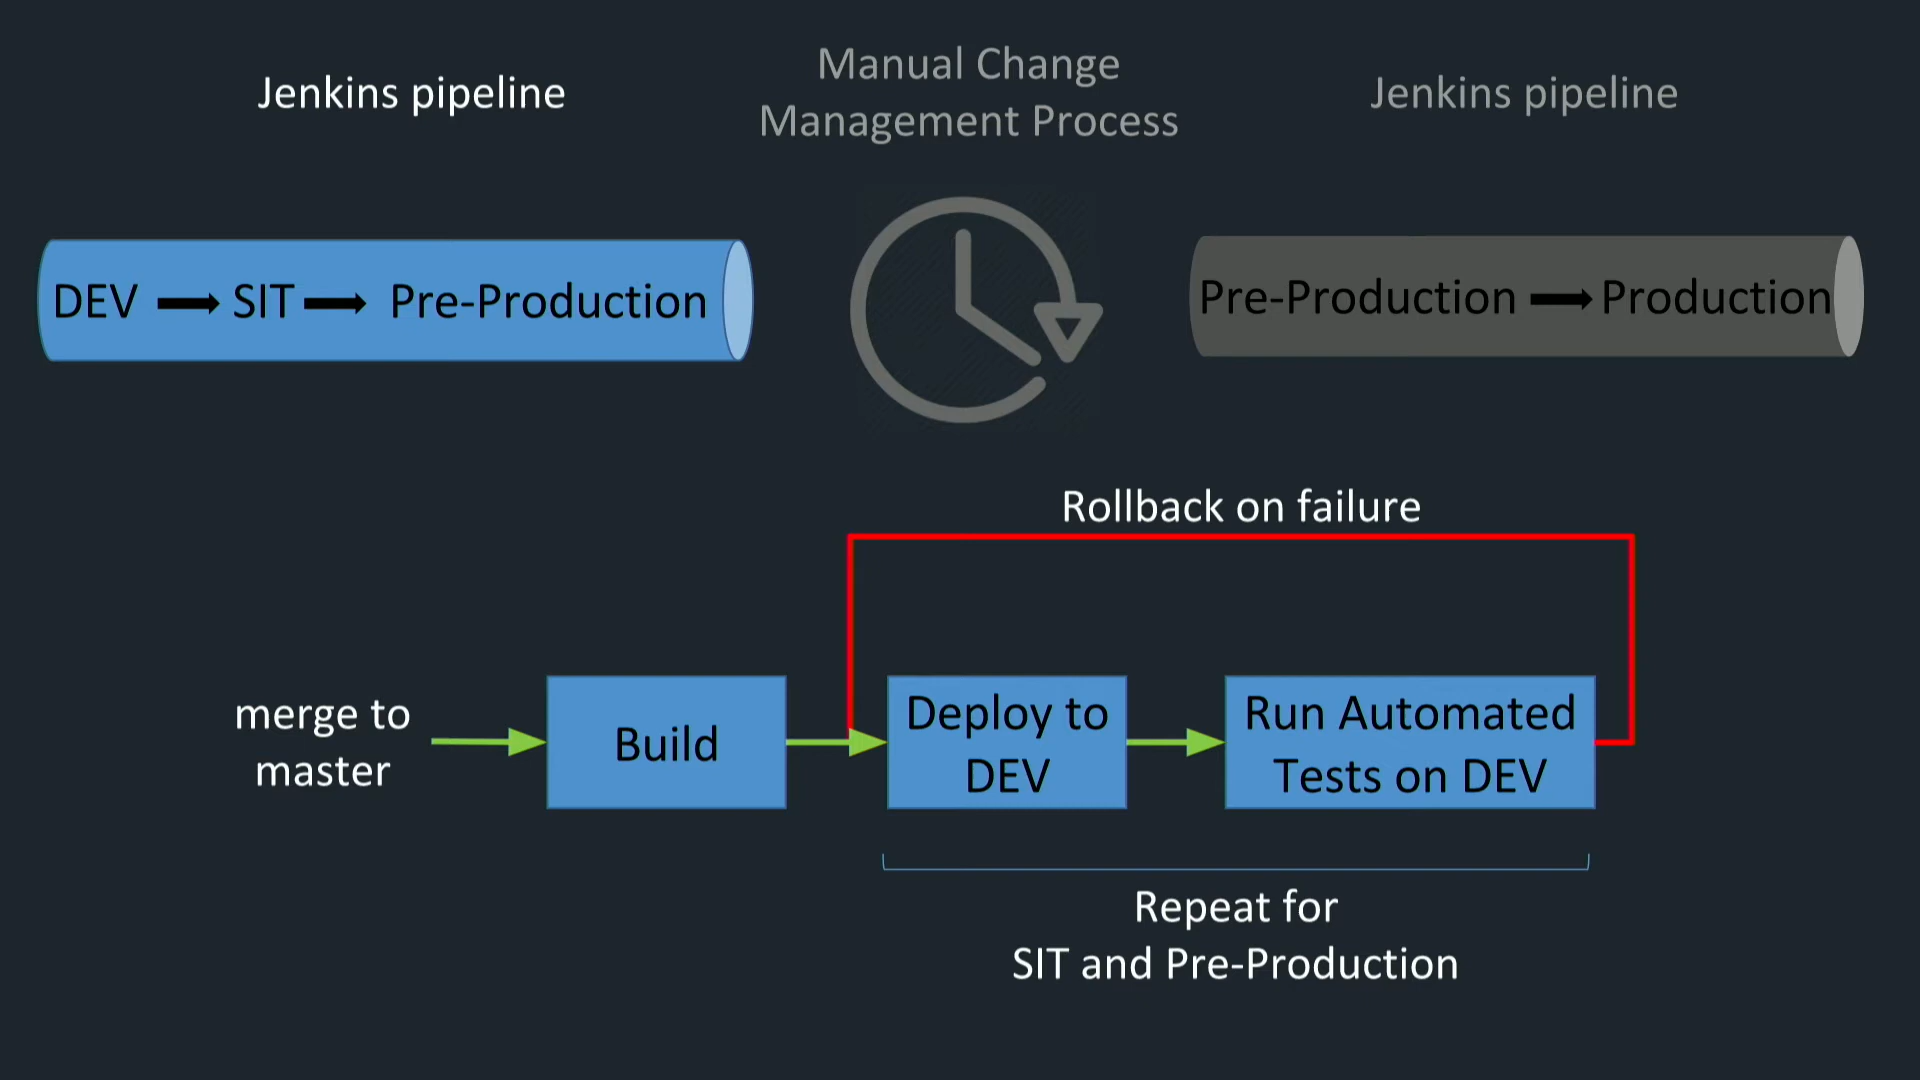 Jenkins pipeline
Manual Change
Management Process
Jenkins pipeline
DEV SIT Pre-Production
Pre-Production Production
Rollback on failure
merge to
master
Build
Deploy to
DEV
Run Automated
Tests on DEV
Repeat for
SIT and Pre-Production